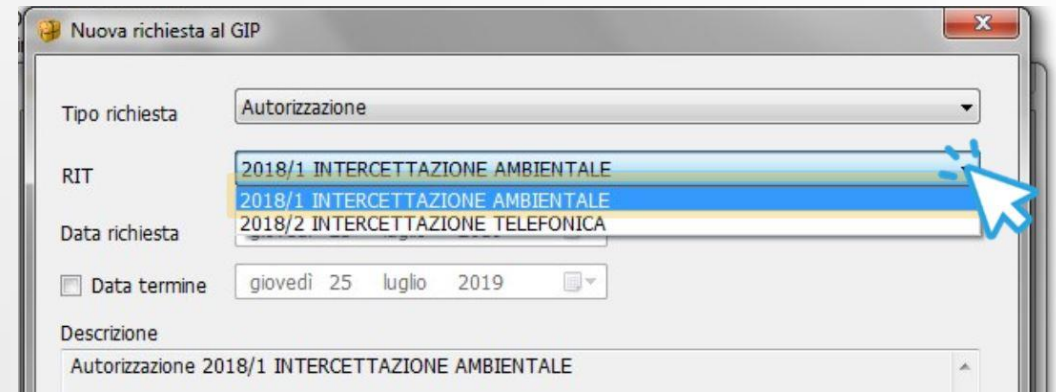 Nuova richiesta al GIP
Tipo richiesta Autorizzazione
RIT 2018/1 INTERCETTAZIONE AMBIENTALE
2018/1 INTERCETTAZIONE AMBIENTALE
2018/2 INTERCETTAZIONE TELEFONICA
Data richiesta
Data termine giovedì 25 luglio 2019
Descrizione
Autorizzazione 2018/1 INTERCETTAZIONE AMBIENTALE